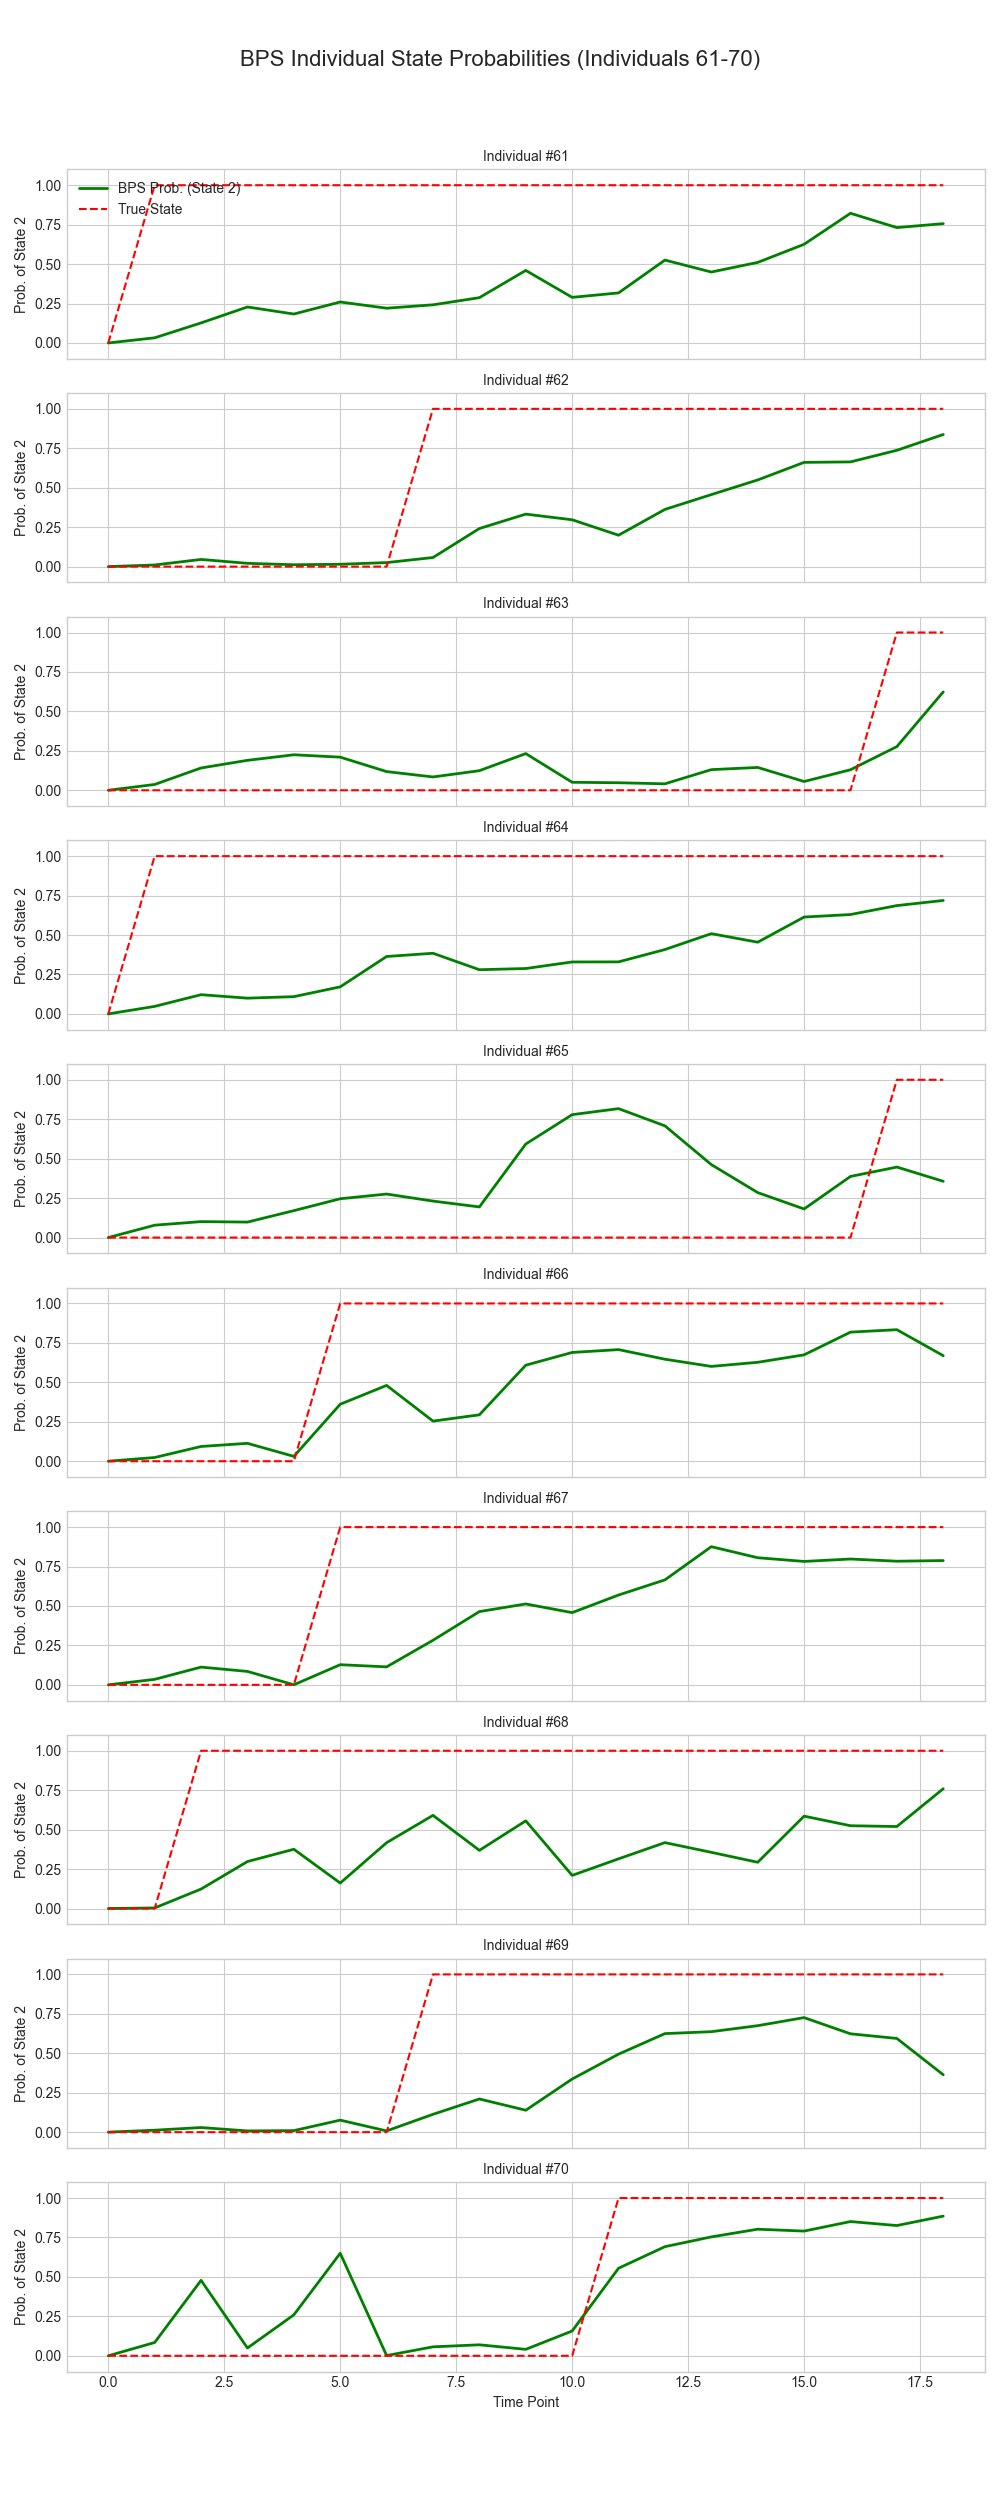 BPS Individual State Probabilities (Individuals 61-70)
Individual #61
1.00
0.75
0.50
0.25
0.00
Prob. of State 2
BPS Prob. (State 2)
True State
Individual #62
1.00
0.75
0.50
0.25
0.00
Prob. of State 2
Individual #63
1.00
0.75
0.50
0.25
0.00
Prob. of State 2
Individual #64
1.00
0.75
0.50
0.25
0.00
Prob. of State 2
Individual #65
1.00
0.75
0.50
0.25
0.00
Prob. of State 2
Individual #66
1.00
0.75
0.50
0.25
0.00
Prob. of State 2
Individual #67
1.00
0.75
0.50
0.25
0.00
Prob. of State 2
Individual #68
1.00
0.75
0.50
0.25
0.00
Prob. of State 2
Individual #69
1.00
0.75
0.50
0.25
0.00
Prob. of State 2
Individual #70
1.00
0.75
0.50
0.25
0.00
Prob. of State 2
0.0 2.5 5.0 7.5 10.0 12.5 15.0 17.5
Time Point